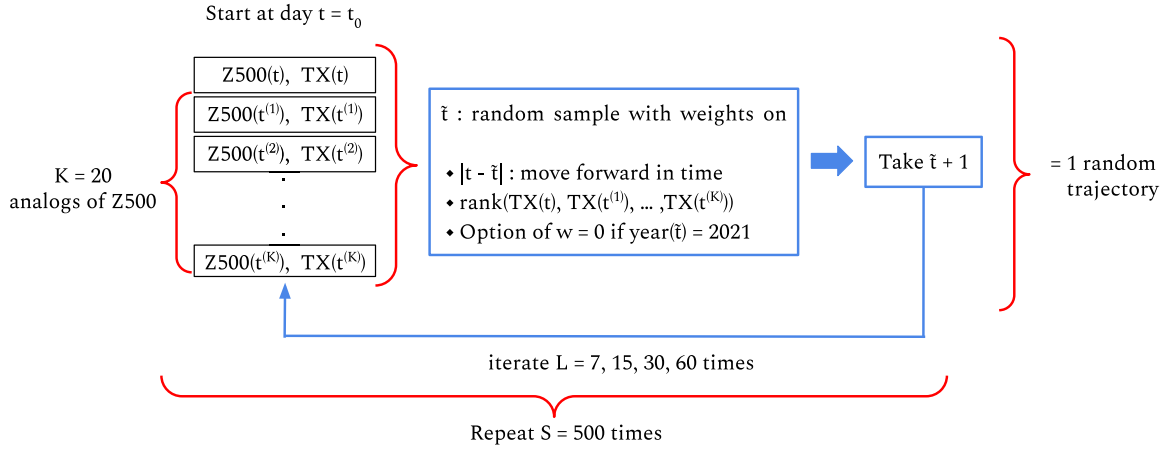 Start at day t = t₀
Z500(t), TX(t)
Z500(t⁽¹⁾), TX(t⁽¹⁾)
Z500(t⁽²⁾), TX(t⁽²⁾)
.
.
.
Z500(t⁽ᴷ⁾), TX(t⁽ᴷ⁾)
K = 20
analogs of Z500
t̃ : random sample with weights on
◆ |t - t̃| : move forward in time
◆ rank(TX(t), TX(t⁽¹⁾), ... ,TX(t⁽ᴷ⁾))
◆ Option of w = 0 if year(t̃) = 2021
Take t̃ + 1
= 1 random
trajectory
iterate L = 7, 15, 30, 60 times
Repeat S = 500 times